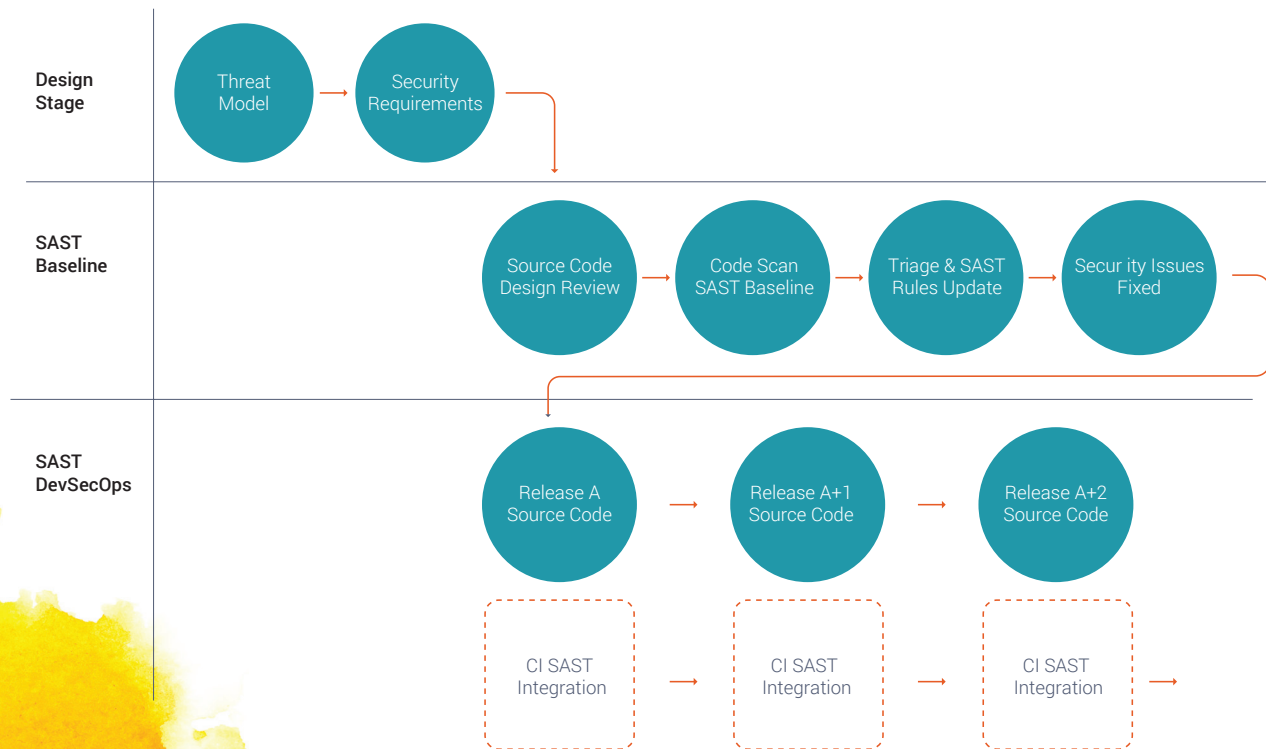 Design
Stage
Threat
Model
Security
Requirements
SAST
Baseline
Source Code
Design Review
Code Scan
SAST Baseline
Triage & SAST
Rules Update
Secur ity Issues
Fixed
SAST
DevSecOps
Release A
Source Code
Release A+1
Source Code
Release A+2
Source Code
CI SAST
Integration
CI SAST
Integration
CI SAST
Integration